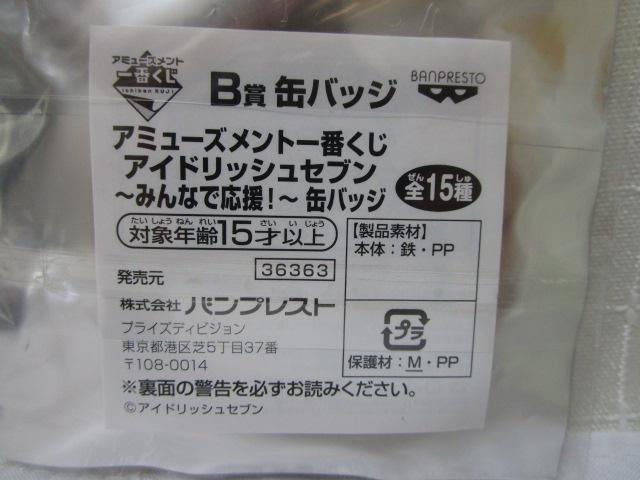 アミューズメント
一番くじ
ichiban KUJI
B賞 缶バッジ
BANPRESTO
アミューズメント一番くじ
アイドリッシュセブン
～みんなで応援！～ 缶バッジ
ぜん しゅ
全15種
たいしょうねんれい さい いじょう
対象年齢15才以上
【製品素材】
本体：鉄・PP
発売元
36363
株式会社 バンプレスト
プライズディビジョン
東京都港区芝5丁目37番
〒108-0014
プラ
保護材：M・PP
※裏面の警告を必ずお読みください。
©アイドリッシュセブン